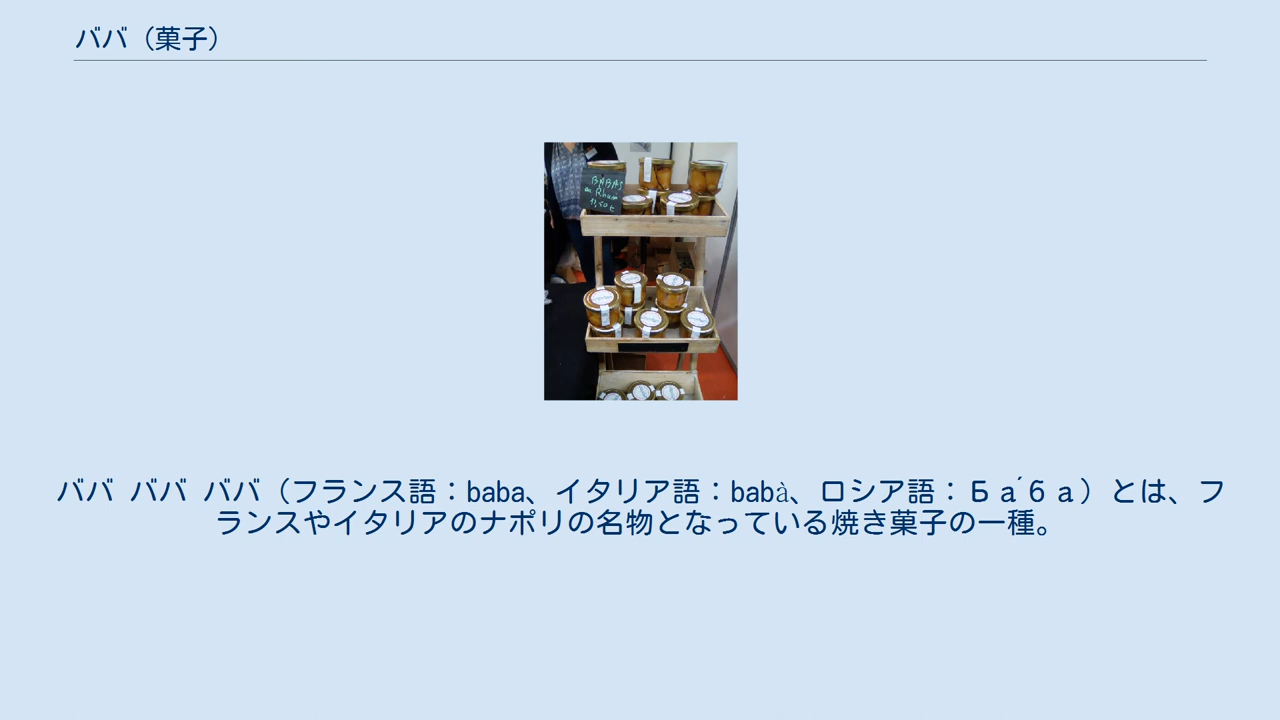 ババ（菓子）
BABAS
au Rhum
ババ ババ ババ（フランス語：baba、イタリア語：babà、ロシア語：Ба́ба）とは、フ
ランスやイタリアのナポリの名物となっている焼き菓子の一種。